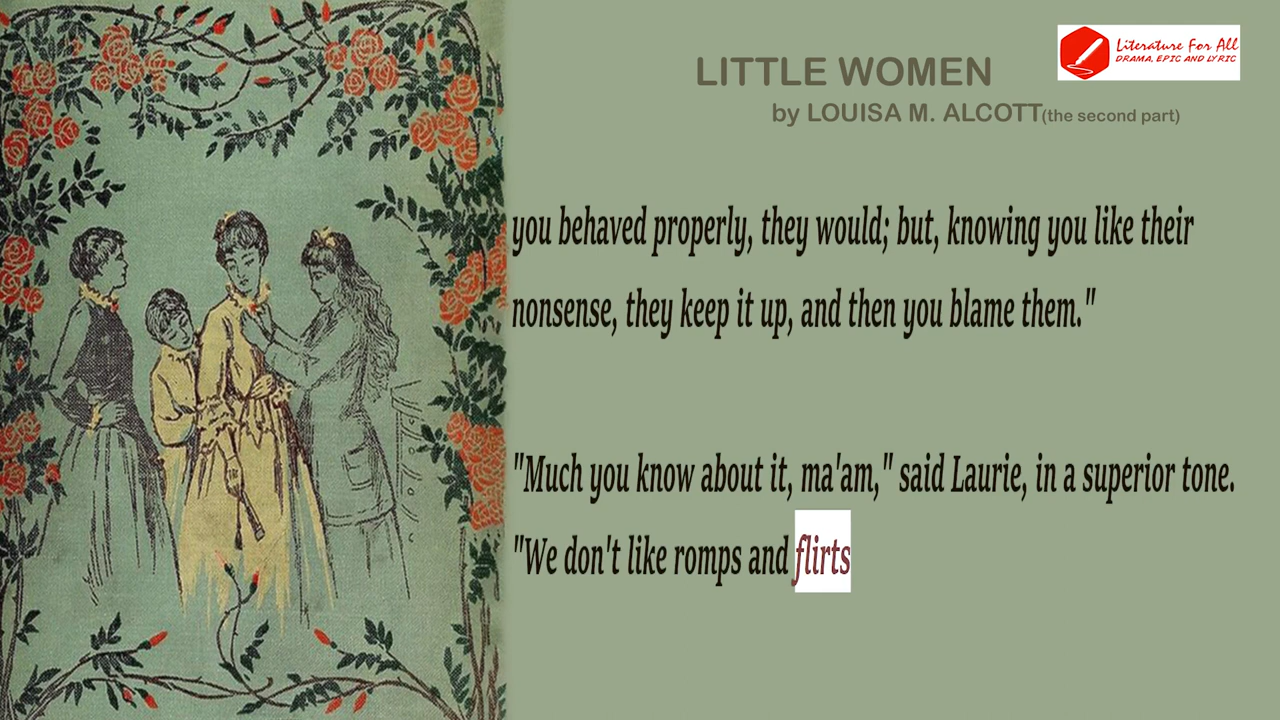 LITTLE WOMEN
Literature For All
DRAMA, EPIC AND LYRIC
by LOUISA M. ALCOTT(the second part)
you behaved properly, they would; but, knowing you like their
nonsense, they keep it up, and then you blame them."
"Much you know about it, ma'am," said Laurie, in a superior tone.
"We don't like romps and flirts